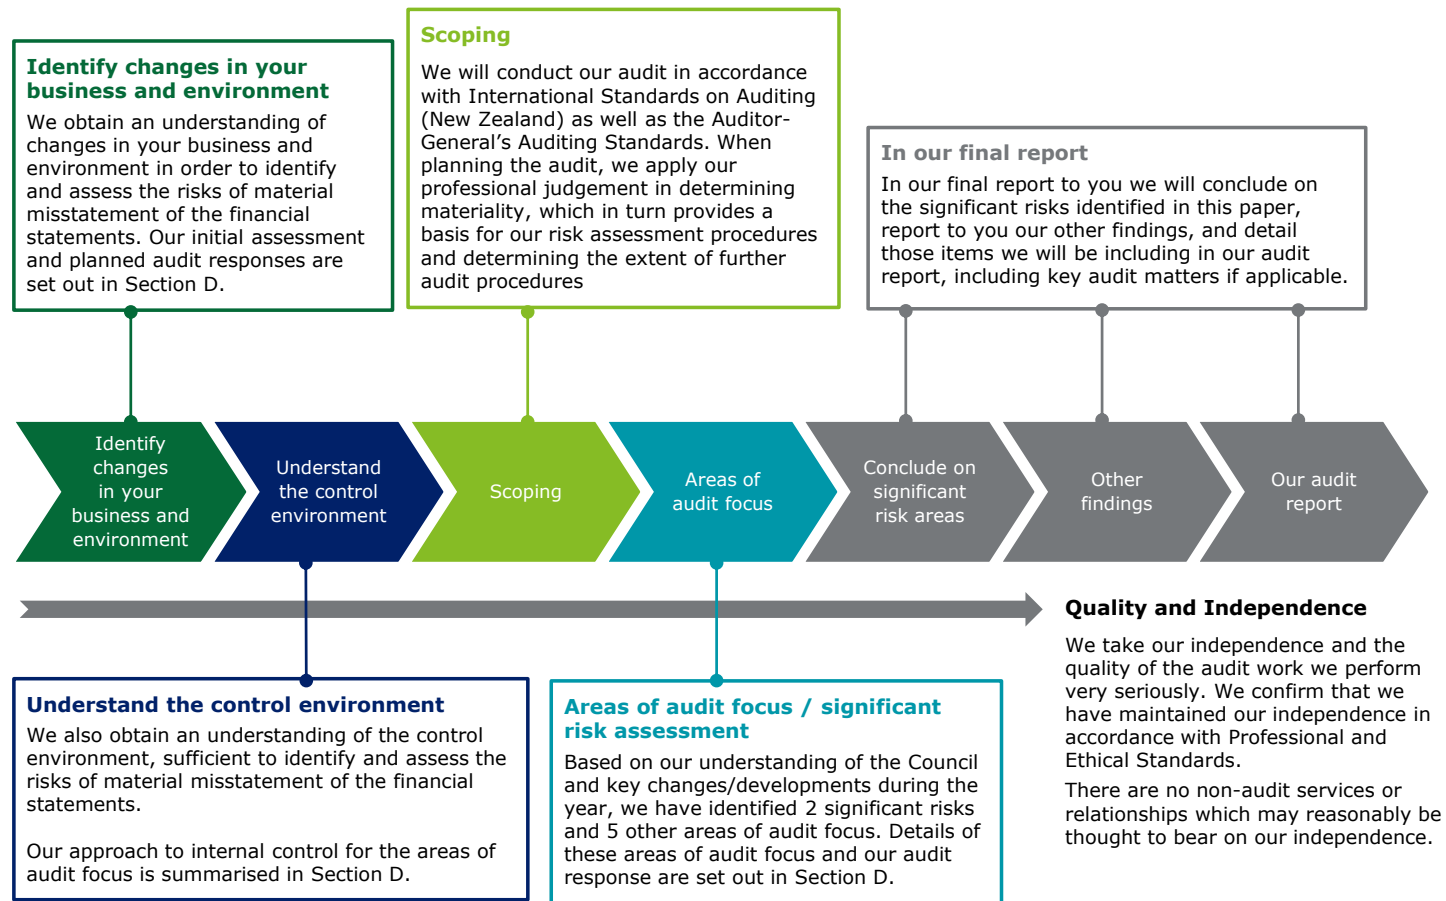 Identify changes in your
business and environment
We obtain an understanding of
changes in your business and
environment in order to identify
and assess the risks of material
misstatement of the financial
statements. Our initial assessment
and planned audit responses are
set out in Section D.
Scoping
We will conduct our audit in accordance
with International Standards on Auditing
(New Zealand) as well as the Auditor-
General’s Auditing Standards. When
planning the audit, we apply our
professional judgement in determining
materiality, which in turn provides a
basis for our risk assessment procedures
and determining the extent of further
audit procedures
In our final report
In our final report to you we will conclude on
the significant risks identified in this paper,
report to you our other findings, and detail
those items we will be including in our audit
report, including key audit matters if applicable.
Identify
changes
in your
business and
environment
Understand
the control
environment
Scoping
Areas of
audit focus
Conclude on
significant
risk areas
Other
findings
Our audit
report
Understand the control environment
We also obtain an understanding of the control
environment, sufficient to identify and assess the
risks of material misstatement of the financial
statements.
Our approach to internal control for the areas of
audit focus is summarised in Section D.
Areas of audit focus / significant
risk assessment
Based on our understanding of the Council
and key changes/developments during the
year, we have identified 2 significant risks
and 5 other areas of audit focus. Details of
these areas of audit focus and our audit
response are set out in Section D.
Quality and Independence
We take our independence and the
quality of the audit work we perform
very seriously. We confirm that we
have maintained our independence in
accordance with Professional and
Ethical Standards.
There are no non-audit services or
relationships which may reasonably be
thought to bear on our independence.